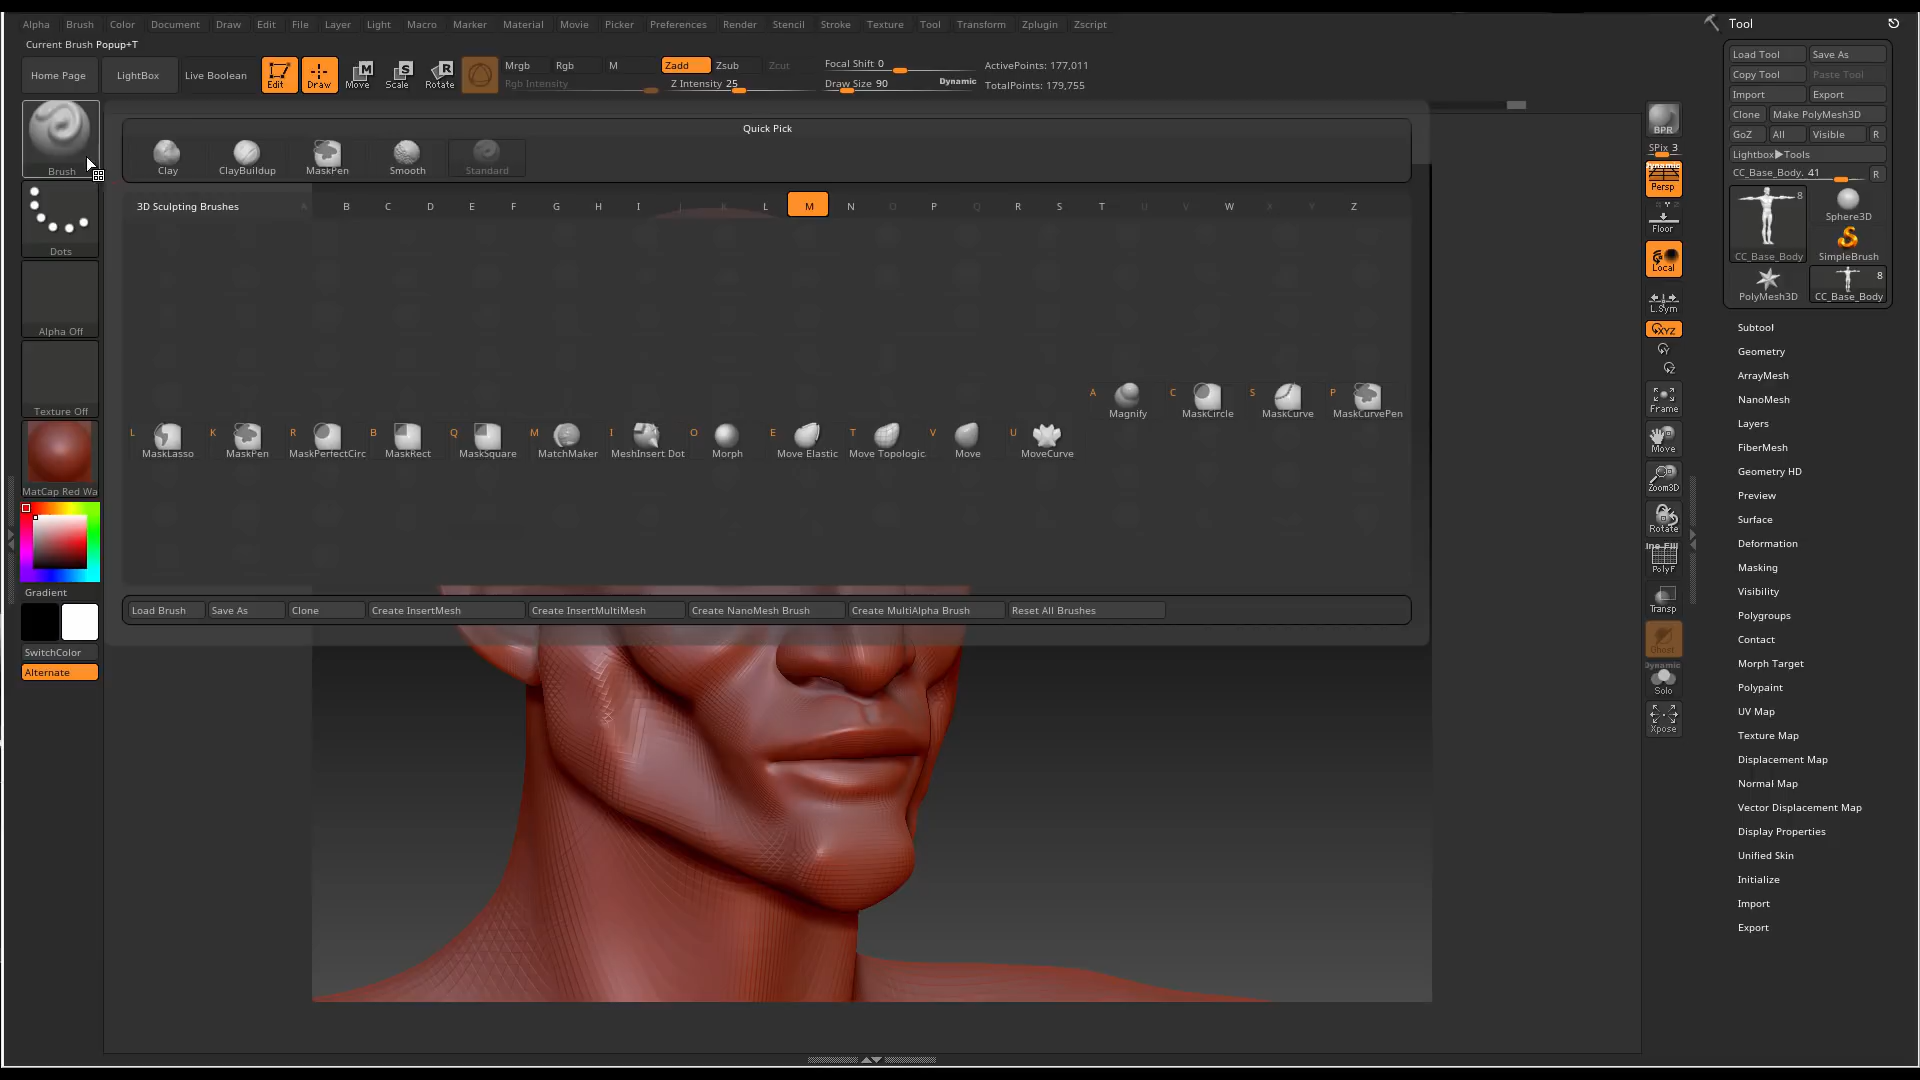 Alpha Brush Color Document Draw Edit File Layer Light Macro Marker Material Movie Picker Preferences Render Stencil Stroke Texture Tool Transform Zplugin Zscript
Tool
Current Brush Popup+T
Home Page LightBox Live Boolean Edit Draw Move Scale Rotate
Mrgb Rgb M Zadd Zsub Zcut Focal Shift 0 ActivePoints: 177,011
Rgb Intensity Z Intensity 25 Draw Size 90 Dynamic TotalPoints: 179,755
Load Tool Save As
Copy Tool Paste Tool
Import Export
Clone Make PolyMesh3D
GoZ All Visible R
Lightbox▶Tools
CC_Base_Body. 41 R
8
Sphere3D
CC_Base_Body SimpleBrush
8
PolyMesh3D CC_Base_Body
Brush
Dots
Alpha Off
Texture Off
MatCap Red Wa
Gradient
SwitchColor
Alternate
Quick Pick
Clay ClayBuildup MaskPen Smooth Standard
3D Sculpting Brushes A B C D E F G H I J K L M N O P Q R S T U V W X Y Z
A Magnify C MaskCircle S MaskCurve P MaskCurvePen
L MaskLasso K MaskPen R MaskPerfectCirc B MaskRect Q MaskSquare M MatchMaker I MeshInsert Dot O Morph E Move Elastic T Move Topologic V Move U MoveCurve
Load Brush Save As Clone Create InsertMesh Create InsertMultiMesh Create NanoMesh Brush Create MultiAlpha Brush Reset All Brushes
BPR
SPix 3
Dynamic
Persp
Floor
Local
L.Sym
XYZ
Y
Z
Frame
Move
Zoom3D
Rotate
Line Fill
PolyF
Transp
Ghost
Dynamic
Solo
Xpose
Subtool
Geometry
ArrayMesh
NanoMesh
Layers
FiberMesh
Geometry HD
Preview
Surface
Deformation
Masking
Visibility
Polygroups
Contact
Morph Target
Polypaint
UV Map
Texture Map
Displacement Map
Normal Map
Vector Displacement Map
Display Properties
Unified Skin
Initialize
Import
Export